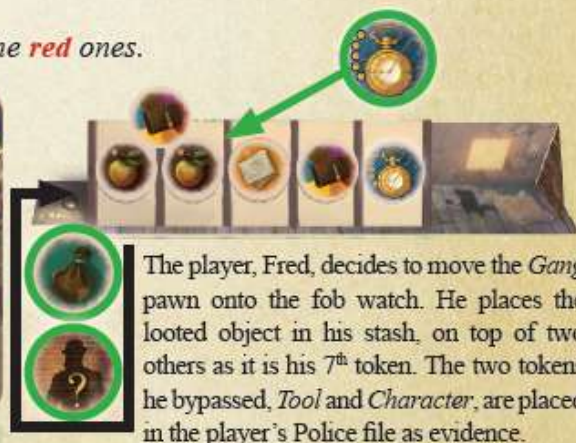 ne red ones.
The player, Fred, decides to move the Gang
pawn onto the fob watch. He places the
looted object in his stash, on top of two
others as it is his 7th token. The two tokens
he bypassed, Tool and Character, are placed
in the player's Police file as evidence.
?